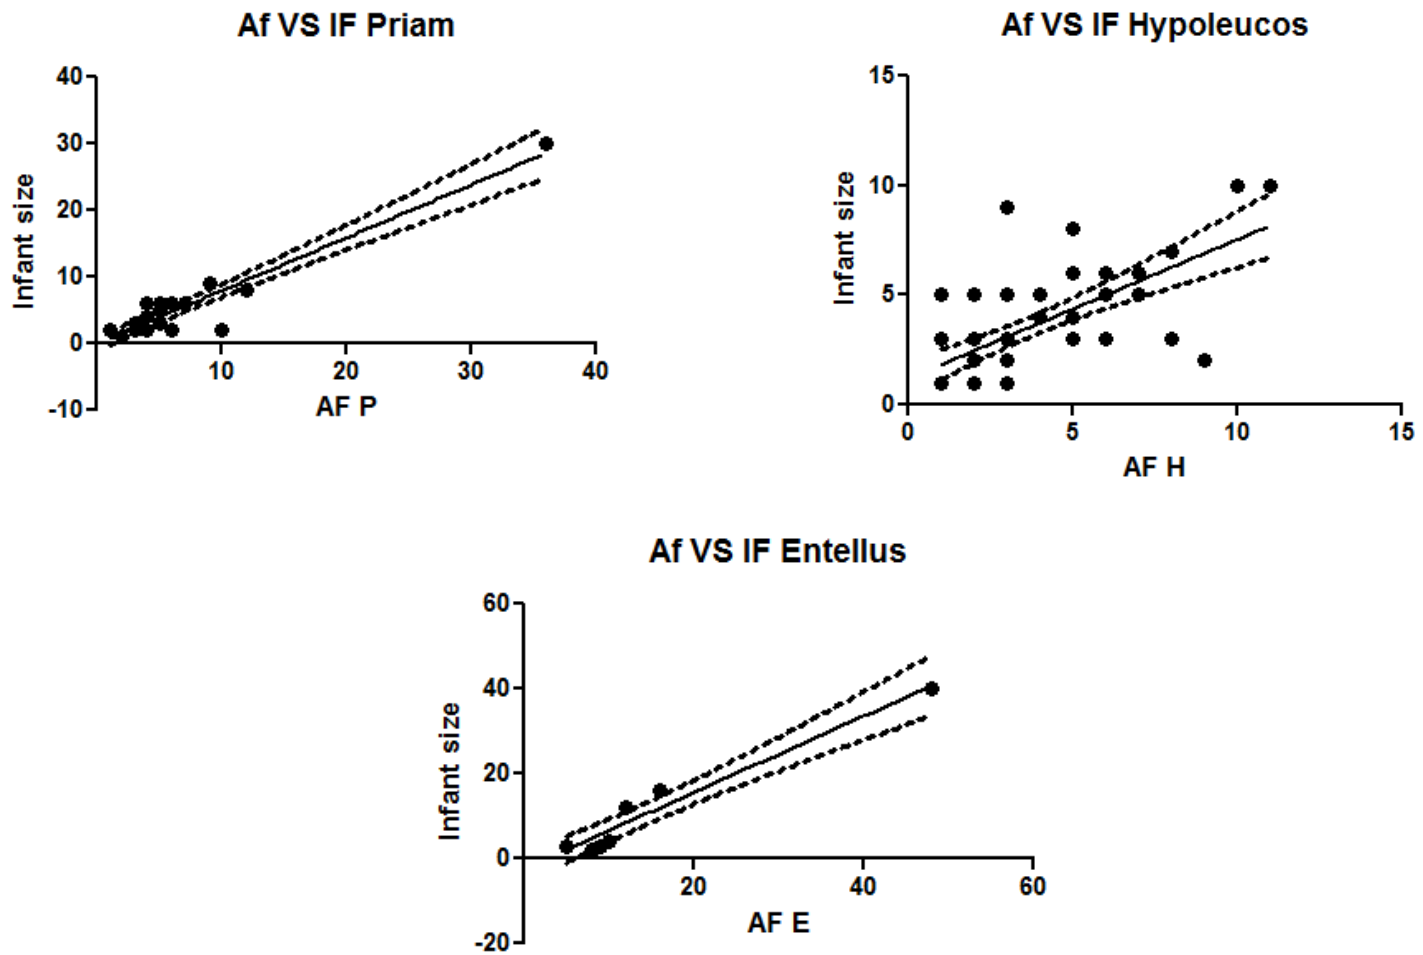 Af VS IF Priam
40
30
20
10
0
-10
Infant size
10 20 30 40
AF P
Af VS IF Hypoleucos
15
10
5
0
Infant size
0 5 10 15
AF H
Af VS IF Entellus
60
40
20
0
-20
Infant size
20 40 60
AF E